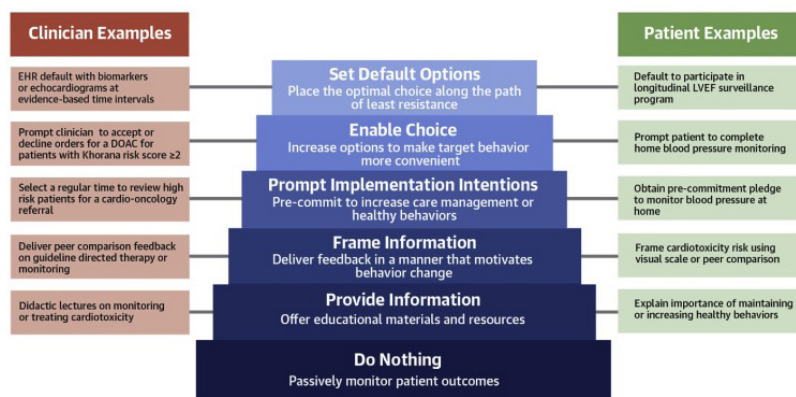 Clinician Examples
Patient Examples
EHR default with biomarkers
or echocardiograms at
evidence-based time intervals
Set Default Options
Place the optimal choice along the path
of least resistance
Default to participate in
longitudinal LVEF surveillance
program
Prompt clinician to accept or
decline orders for a DOAC for
patients with Khorana risk score ≥2
Enable Choice
Increase options to make target behavior
more convenient
Prompt patient to complete
home blood pressure monitoring
Select a regular time to review high
risk patients for a cardio-oncology
referral
Prompt Implementation Intentions
Pre-commit to increase care management or
healthy behaviors
Obtain pre-commitment pledge
to monitor blood pressure at
home
Deliver peer comparison feedback
on guideline directed therapy or
monitoring
Frame Information
Deliver feedback in a manner that motivates
behavior change
Frame cardiotoxicity risk using
visual scale or peer comparison
Didactic lectures on monitoring
or treating cardiotoxicity
Provide Information
Offer educational materials and resources
Explain importance of maintaining
or increasing healthy behaviors
Do Nothing
Passively monitor patient outcomes